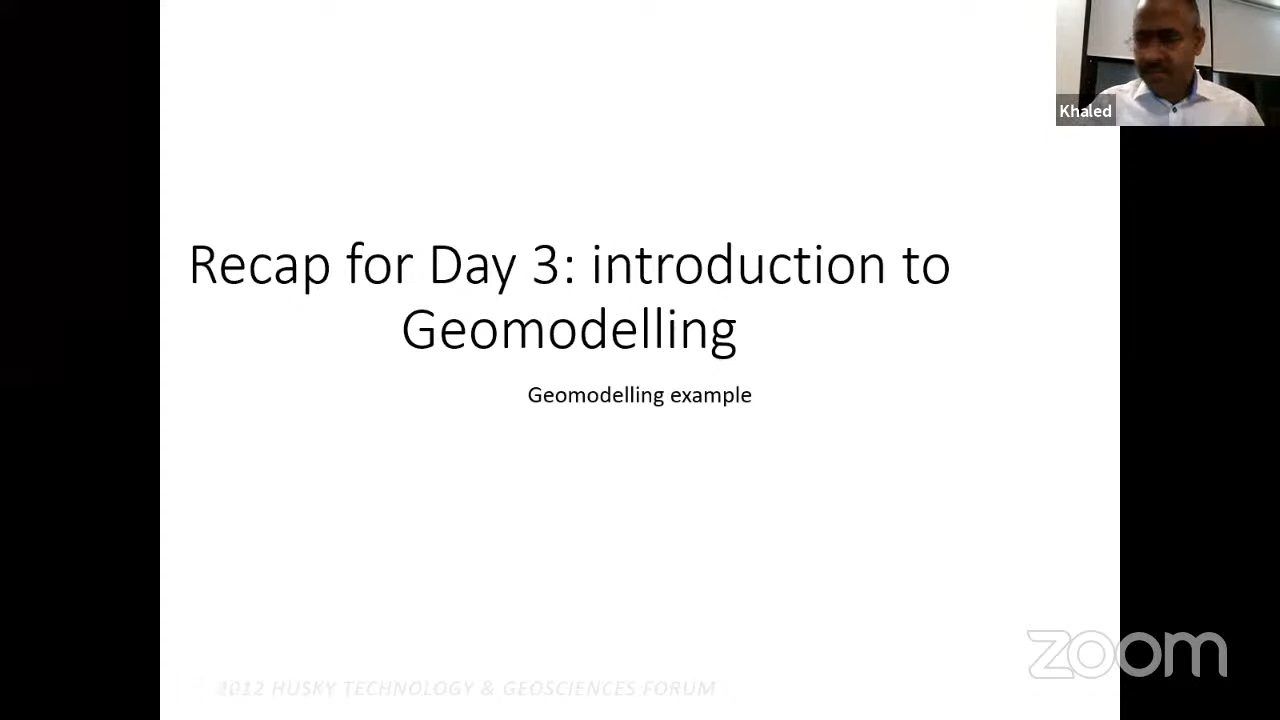 Khaled
Recap for Day 3: introduction to
Geomodelling
Geomodelling example
zoom
2012 HUSKY TECHNOLOGY & GEOSCIENCES FORUM